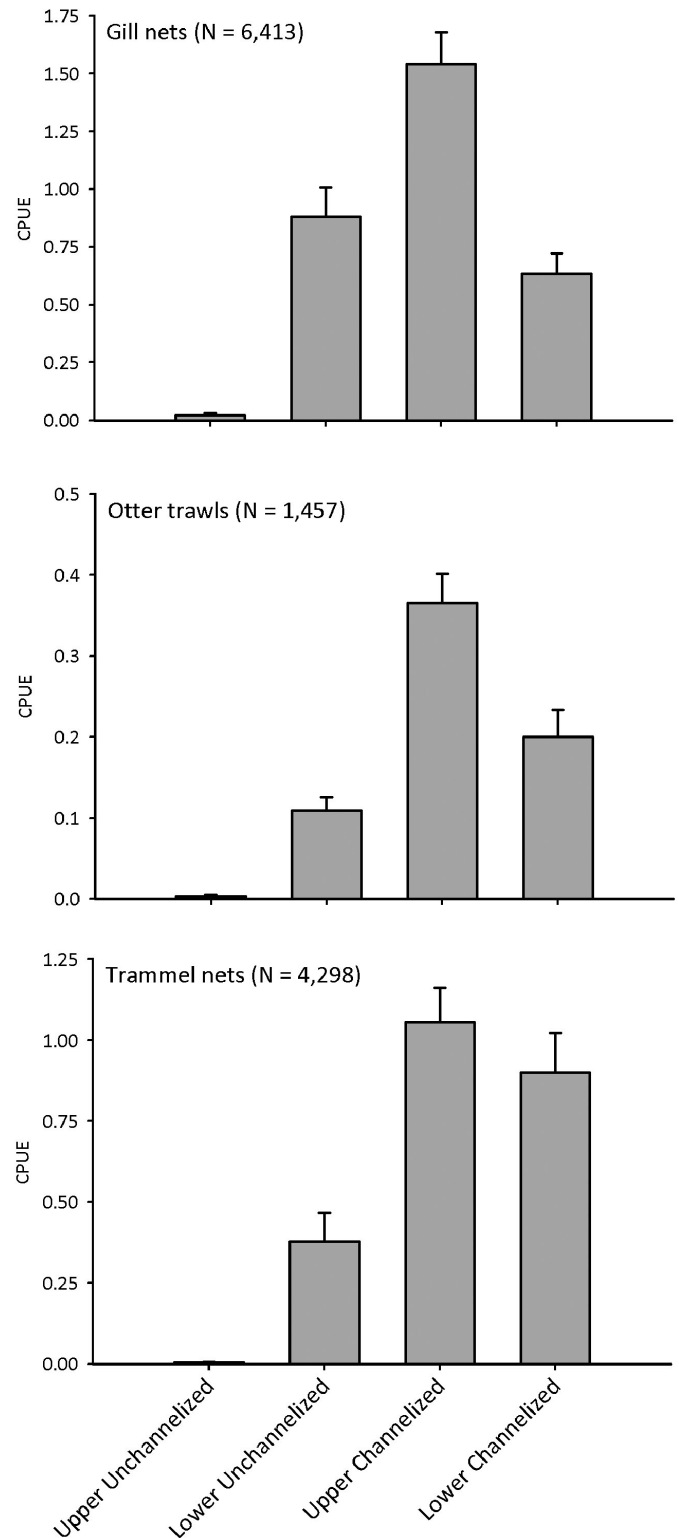 Gill nets (N = 6,413)
CPUE
1.75
1.50
1.25
1.00
0.75
0.50
0.25
0.00
Otter trawls (N = 1,457)
CPUE
0.5
0.4
0.3
0.2
0.1
0.0
Trammel nets (N = 4,298)
CPUE
1.25
1.00
0.75
0.50
0.25
0.00
Upper Unchannelized
Lower Unchannelized
Upper Channelized
Lower Channelized